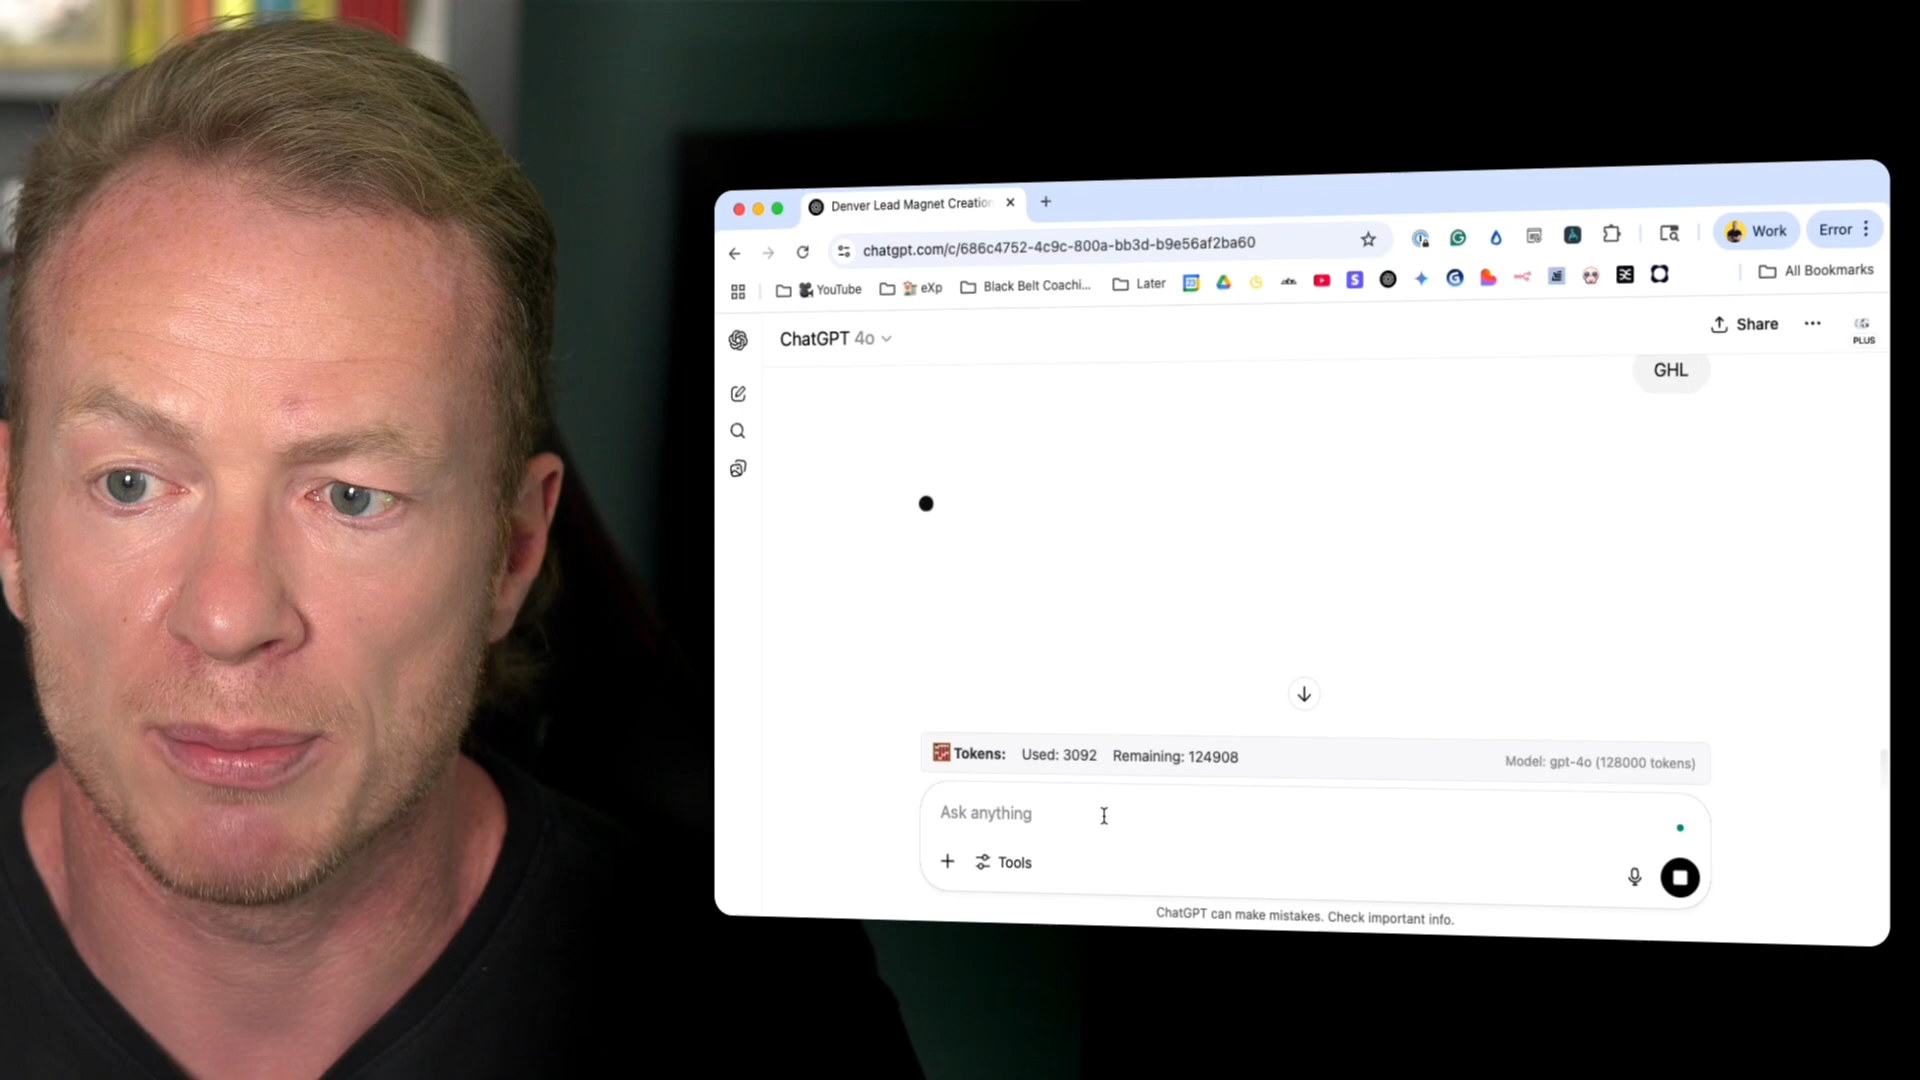 Denver Lead Magnet Creation
chatgpt.com/c/686c4752-4c9c-800a-bb3d-b9e56af2ba60
Work
Error
YouTube
eXp
Black Belt Coachi...
Later
All Bookmarks
ChatGPT 4o
Share
PLUS
GHL
Tokens: Used: 3092 Remaining: 124908
Model: gpt-4o (128000 tokens)
Ask anything
Tools
ChatGPT can make mistakes. Check important info.